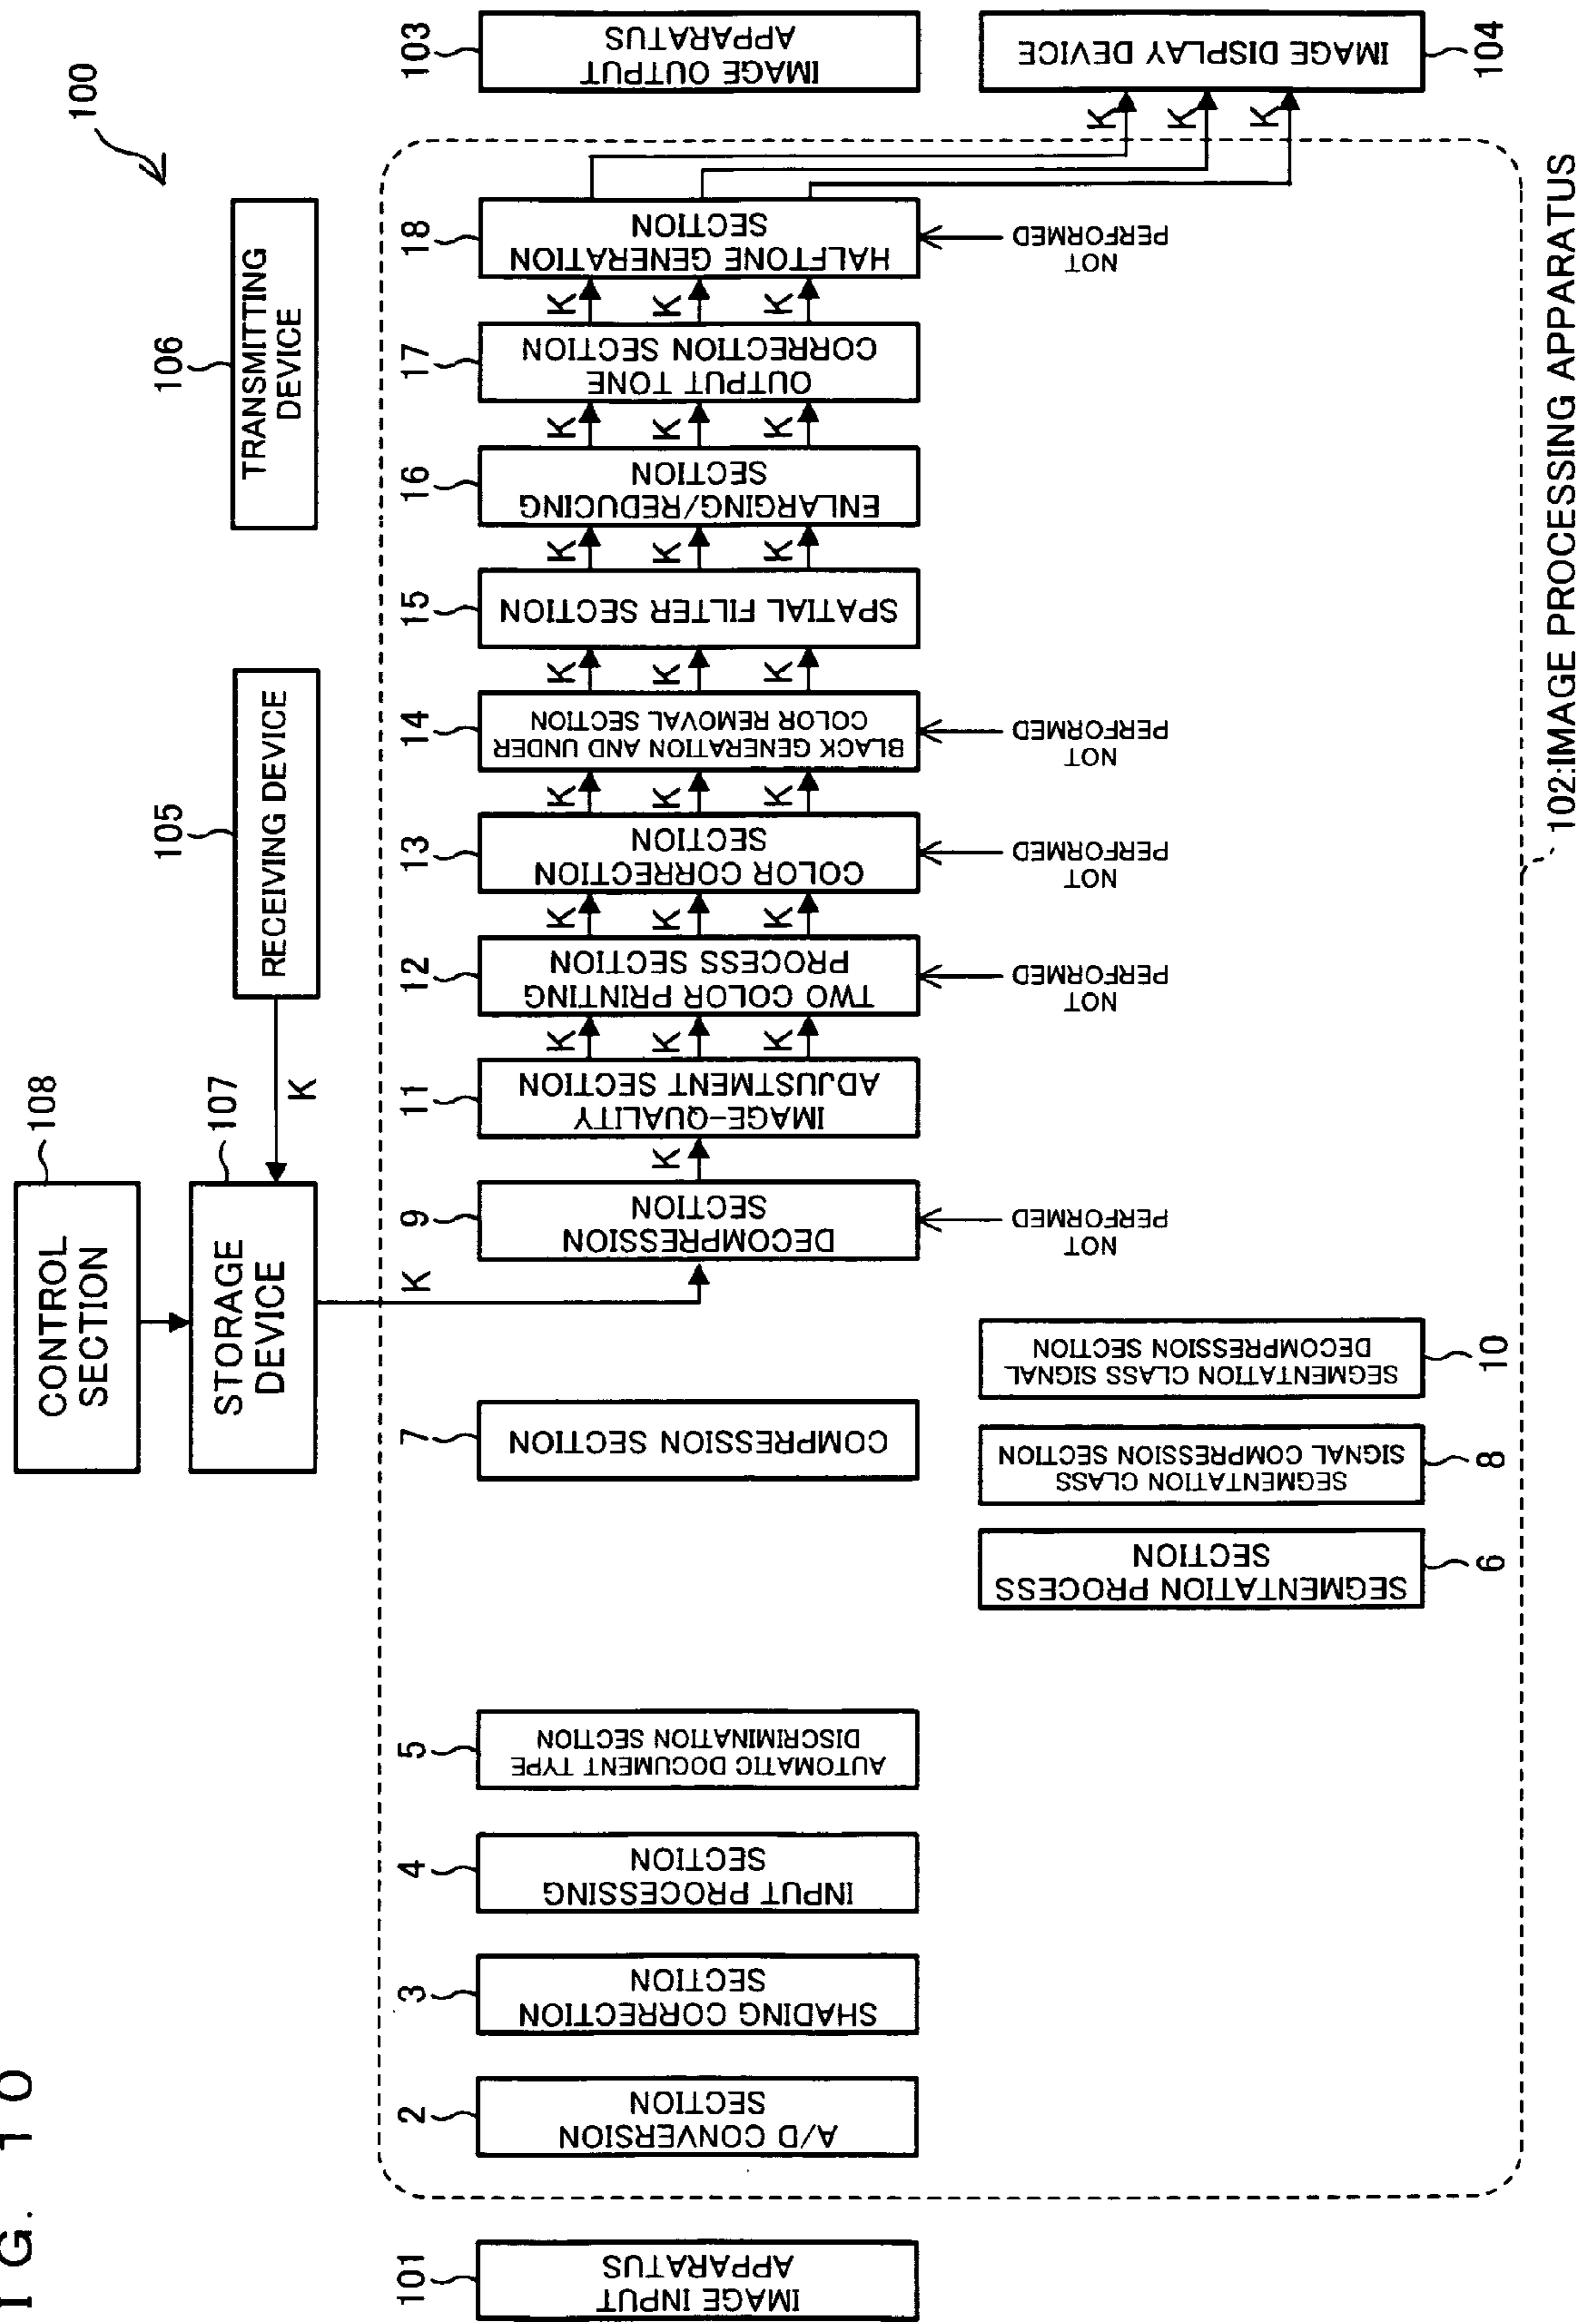 IG. 10
100
CONTROL
SECTION
108
STORAGE
DEVICE
107
K
RECEIVING DEVICE
105
TRANSMITTING
DEVICE
106
K
101
IMAGE INPUT
APPARATUS
2
A/D CONVERSION
SECTION
3
SHADING CORRECTION
SECTION
4
INPUT PROCESSING
SECTION
5
AUTOMATIC DOCUMENT TYPE
DISCRIMINATION SECTION
7
COMPRESSION SECTION
9
DECOMPRESSION
SECTION
NOT
PERFORMED
K
11
IMAGE-QUALITY
ADJUSTMENT SECTION
K
K
K
12
TWO COLOR PRINTING
PROCESS SECTION
NOT
PERFORMED
K
K
K
13
COLOR CORRECTION
SECTION
NOT
PERFORMED
K
K
K
14
BLACK GENERATION AND UNDER
COLOR REMOVAL SECTION
NOT
PERFORMED
K
K
K
15
SPATIAL FILTER SECTION
K
K
K
16
ENLARGING/REDUCING
SECTION
K
K
K
17
OUTPUT TONE
CORRECTION SECTION
K
K
K
18
HALFTONE GENERATION
SECTION
NOT
PERFORMED
K
K
K
103
IMAGE OUTPUT
APPARATUS
IMAGE DISPLAY DEVICE
104
SEGMENTATION PROCESS
SECTION
6
SEGMENTATION CLASS
SIGNAL COMPRESSION SECTION
8
SEGMENTATION CLASS SIGNAL
DECOMPRESSION SECTION
10
102:IMAGE PROCESSING APPARATUS